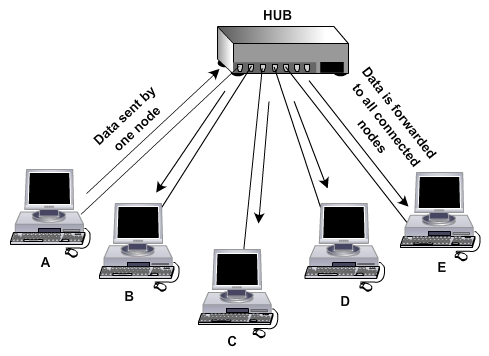 HUB
Data sent by
one node
Data is forwarded
to all connected
nodes
A
B
C
D
E